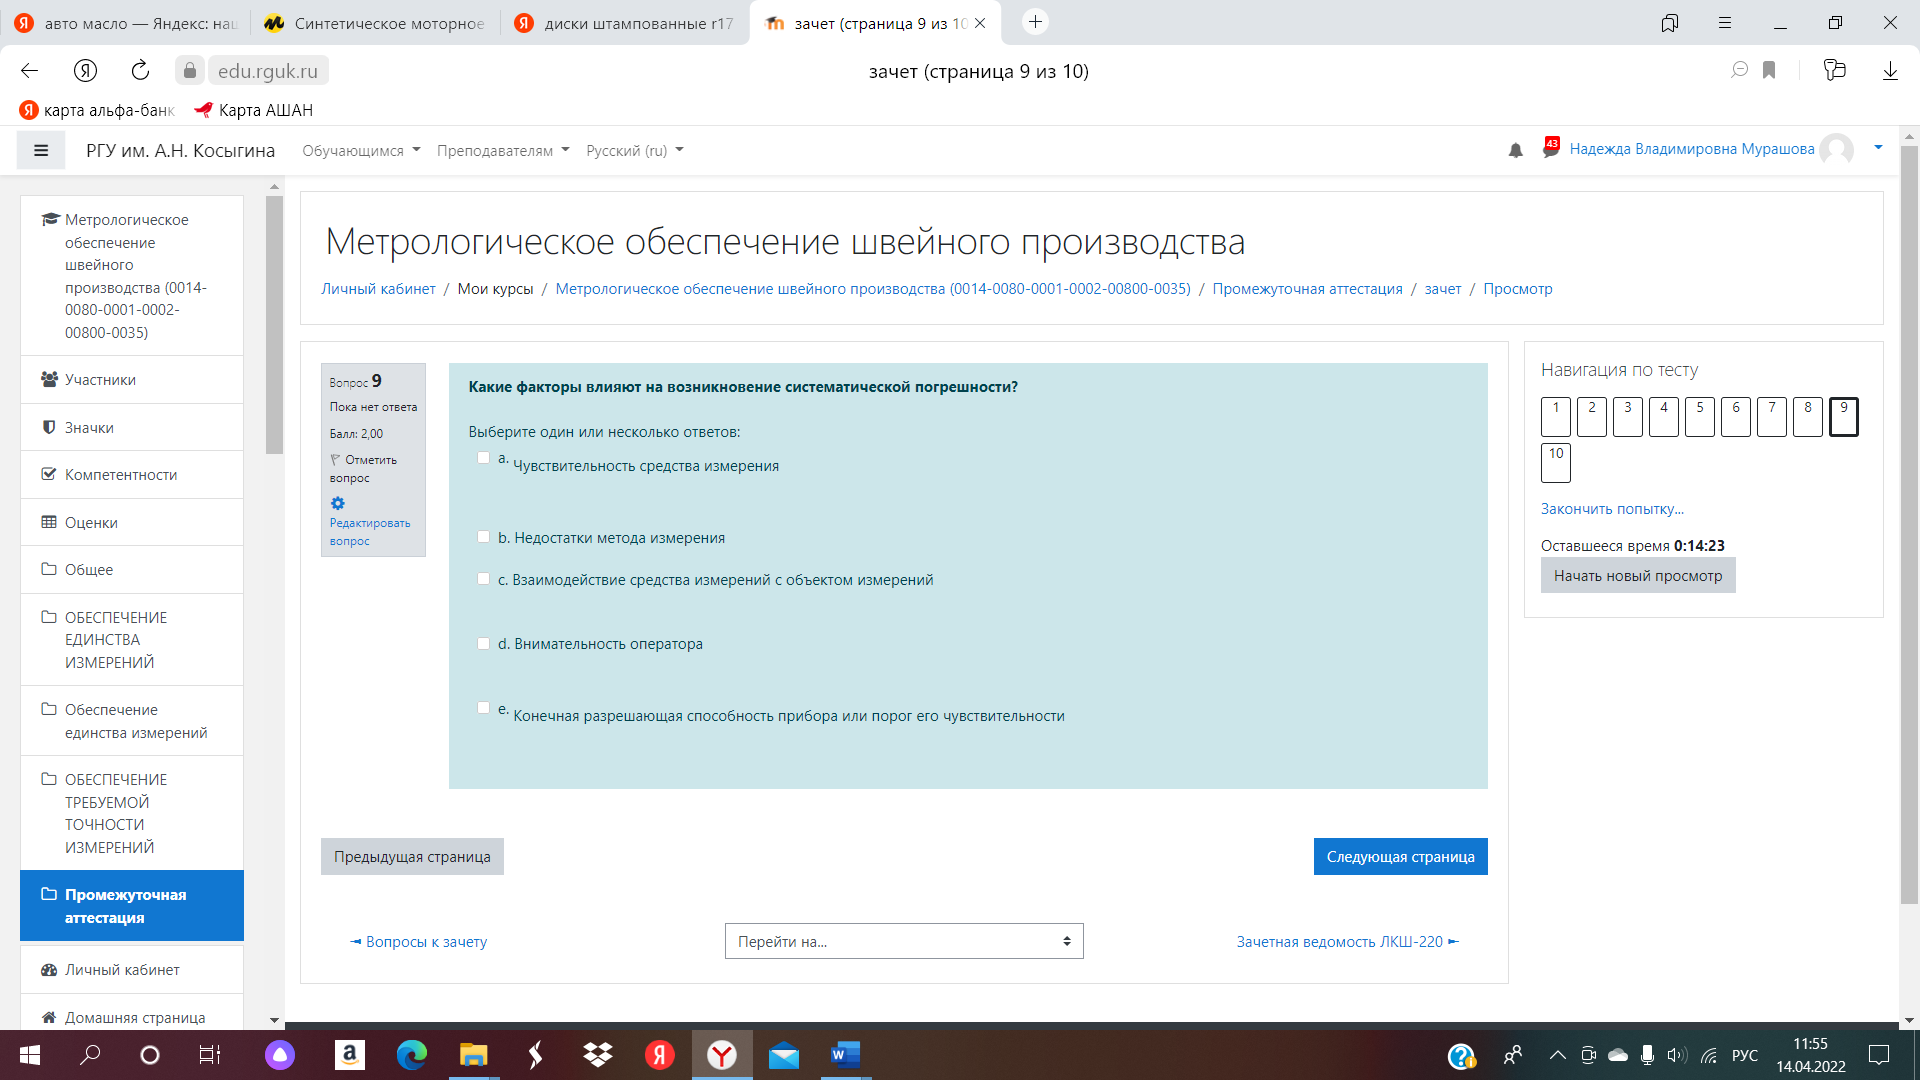 авто масло — Яндекс: наш
Синтетическое моторное
диски штампованные r17
зачет (страница 9 из 10
edu.rguk.ru
зачет (страница 9 из 10)
карта альфа-банк
Карта АШАН
РГУ им. А.Н. Косыгина
Обучающимся
Преподавателям
Русский (ru)
43
Надежда Владимировна Мурашова
Метрологическое
обеспечение
швейного
производства (0014-
0080-0001-0002-
00800-0035)
Участники
Значки
Компетентности
Оценки
Общее
ОБЕСПЕЧЕНИЕ
ЕДИНСТВА
ИЗМЕРЕНИЙ
Обеспечение
единства измерений
ОБЕСПЕЧЕНИЕ
ТРЕБУЕМОЙ
ТОЧНОСТИ
ИЗМЕРЕНИЙ
Промежуточная
аттестация
Личный кабинет
Домашняя страница
Метрологическое обеспечение швейного производства
Личный кабинет / Мои курсы / Метрологическое обеспечение швейного производства (0014-0080-0001-0002-00800-0035) / Промежуточная аттестация / зачет / Просмотр
Вопрос 9
Пока нет ответа
Балл: 2,00
Отметить
вопрос
Редактировать
вопрос
Какие факторы влияют на возникновение систематической погрешности?
Выберите один или несколько ответов:
a. Чувствительность средства измерения
b. Недостатки метода измерения
c. Взаимодействие средства измерений с объектом измерений
d. Внимательность оператора
e. Конечная разрешающая способность прибора или порог его чувствительности
Предыдущая страница
Следующая страница
◄ Вопросы к зачету
Перейти на...
Зачетная ведомость ЛКШ-220 ►
Навигация по тесту
1 2 3 4 5 6 7 8 9
10
Закончить попытку...
Оставшееся время 0:14:23
Начать новый просмотр
РУС
11:55
14.04.2022